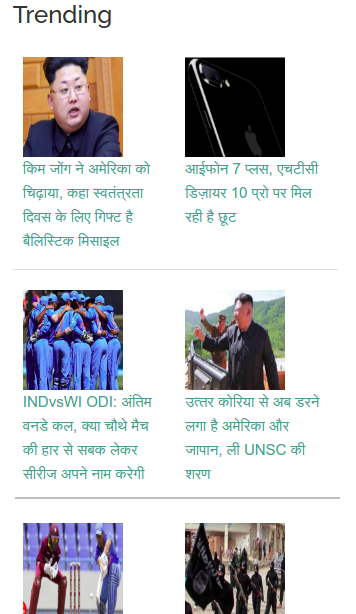 Trending
किम जोंग ने अमेरिका को
चिढ़ाया, कहा स्वतंत्रता
दिवस के लिए गिफ्ट है
बैलिस्टिक मिसाइल
आईफोन 7 प्लस, एचटीसी
डिज़ायर 10 प्रो पर मिल
रही है छूट
INDvsWI ODI: अंतिम
वनडे कल, क्या चौथे मैच
की हार से सबक लेकर
सीरीज अपने नाम करेगी
उत्तर कोरिया से अब डरने
लगा है अमेरिका और
जापान, ली UNSC की
शरण